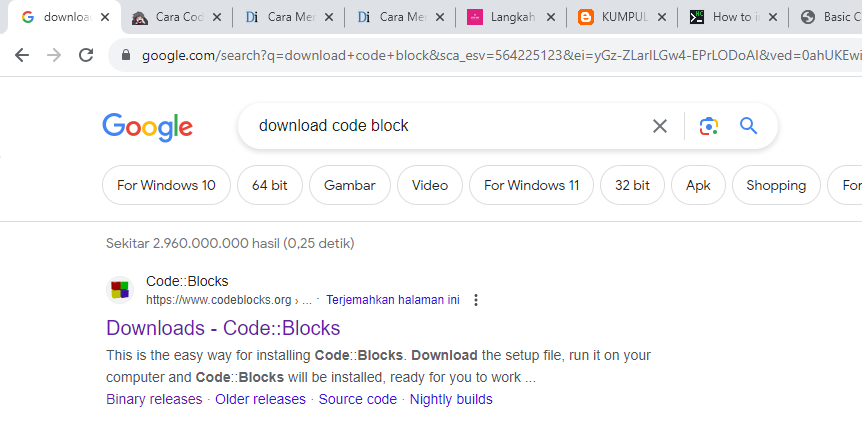 downloa
Cara Cod
Cara Mer
Cara Mer
Langkah
KUMPUL
How to in
Basic C
google.com/search?q=download+code+block&sca_esv=564225123&ei=yGz-ZLarILGw4-EPrLODoAI&ved=0ahUKEwi
Google
download code block
For Windows 10
64 bit
Gambar
Video
For Windows 11
32 bit
Apk
Shopping
For
Sekitar 2.960.000.000 hasil (0,25 detik)
Code::Blocks
https://www.codeblocks.org › ... · Terjemahkan halaman ini
Downloads - Code::Blocks
This is the easy way for installing Code::Blocks. Download the setup file, run it on your
computer and Code::Blocks will be installed, ready for you to work ...
Binary releases · Older releases · Source code · Nightly builds